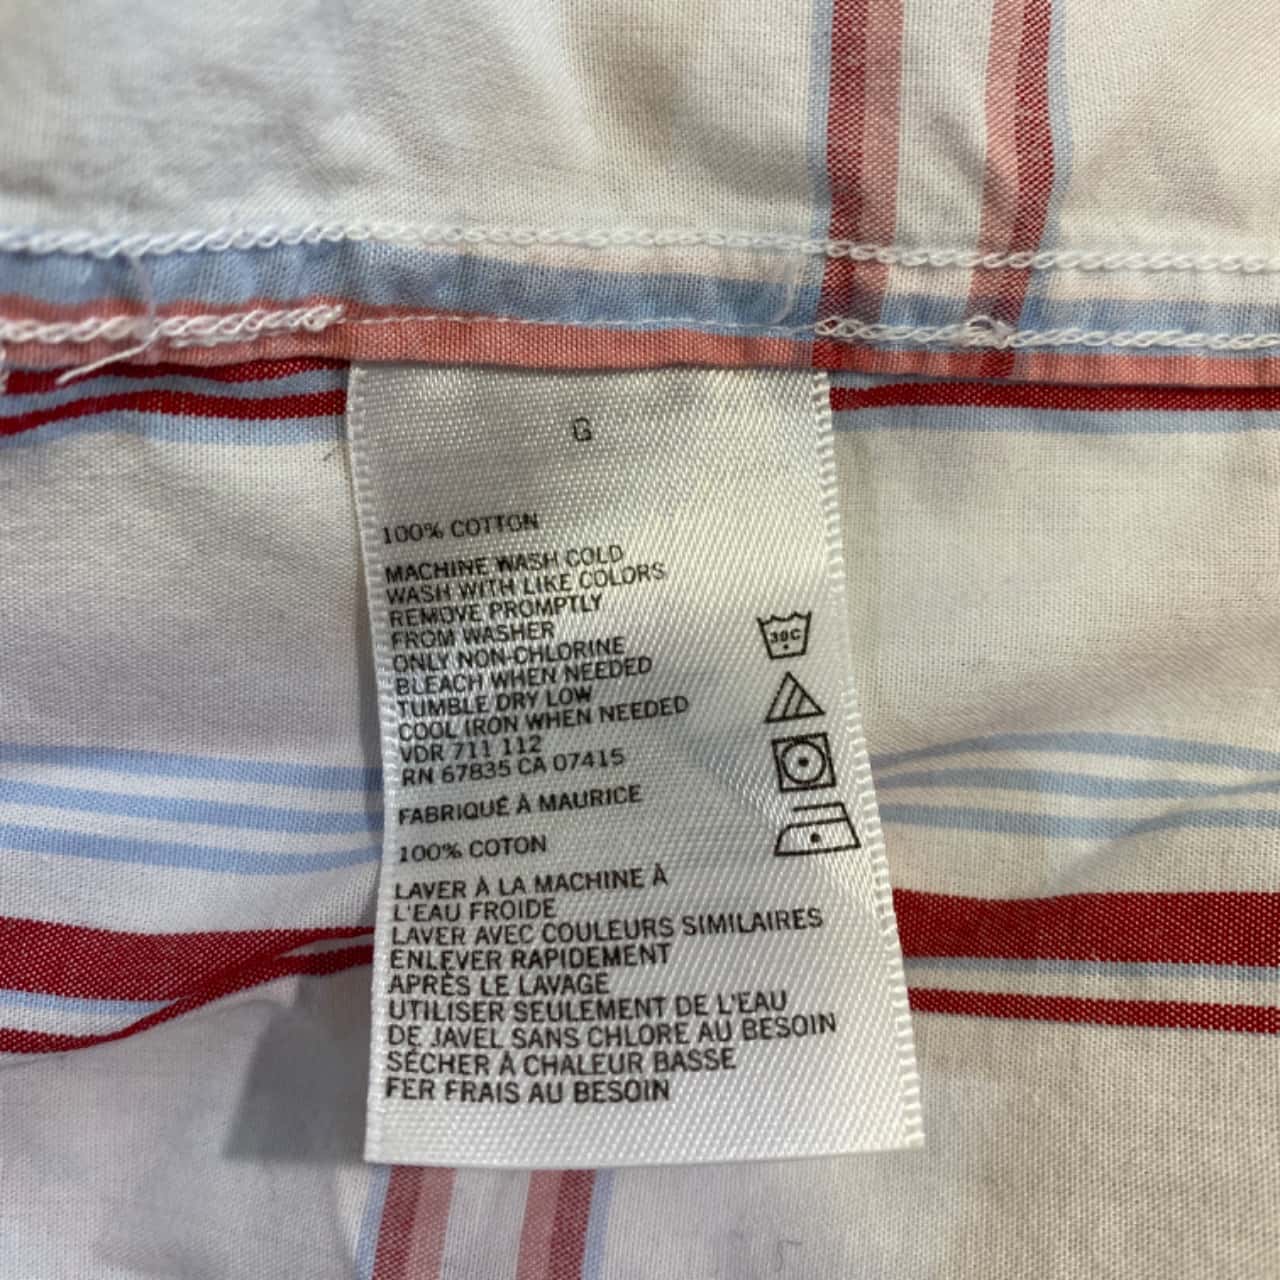 G
100% COTTON
MACHINE WASH COLD
WASH WITH LIKE COLORS
REMOVE PROMPTLY
FROM WASHER
ONLY NON-CHLORINE
BLEACH WHEN NEEDED
TUMBLE DRY LOW
COOL IRON WHEN NEEDED
VDR 711 112
RN 67835 CA 07415
FABRIQUÉ À MAURICE
100% COTON
LAVER À LA MACHINE À
L'EAU FROIDE
LAVER AVEC COULEURS SIMILAIRES
ENLEVER RAPIDEMENT
APRÈS LE LAVAGE
UTILISER SEULEMENT DE L'EAU
DE JAVEL SANS CHLORE AU BESOIN
SÉCHER À CHALEUR BASSE
FER FRAIS AU BESOIN
30C